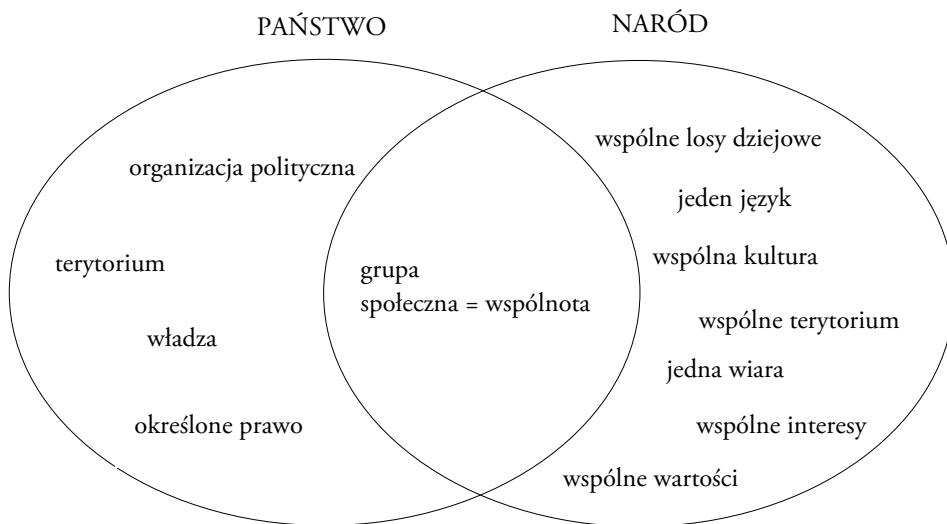 PAŃSTWO
NARÓD
organizacja polityczna
terytorium
władza
określone prawo
grupa
społeczna = wspólnota
wspólne losy dziejowe
jeden język
wspólna kultura
wspólne terytorium
jedna wiara
wspólne interesy
wspólne wartości